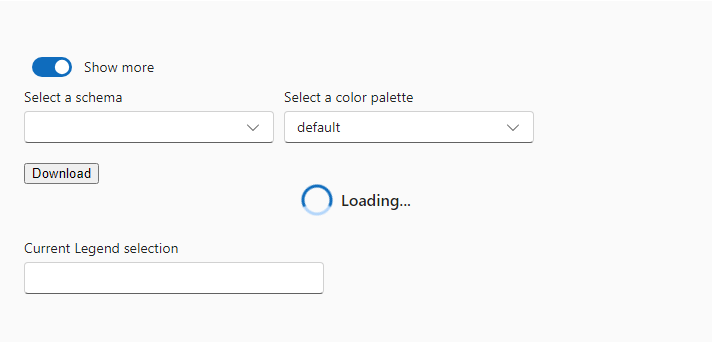 Show more
Select a schema
Select a color palette
default
Download
Loading...
Current Legend selection